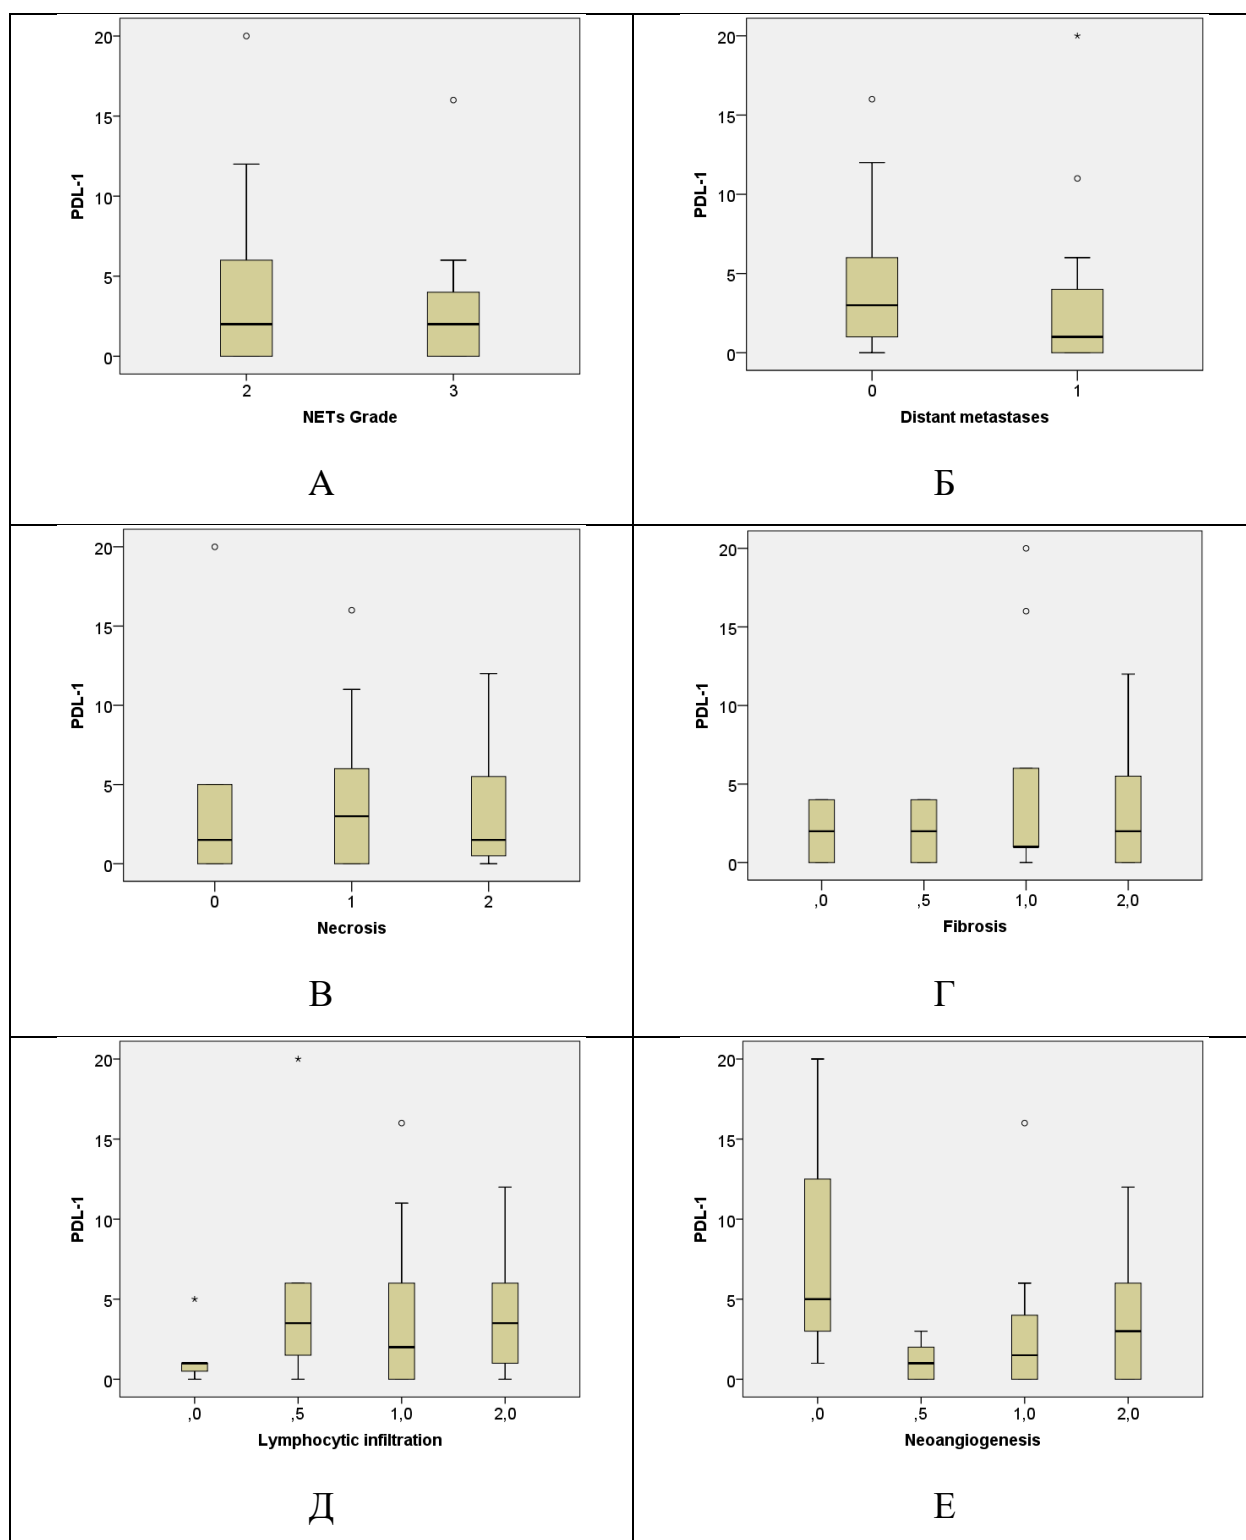 20
15
10
5
0
PDL-1
2
3
NETs Grade
А
20
15
10
5
0
PDL-1
0
1
Distant metastases
Б
20
15
10
5
0
PDL-1
0
1
2
Necrosis
В
20
15
10
5
0
PDL-1
,0
,5
1,0
2,0
Fibrosis
Г
20
15
10
5
0
PDL-1
,0
,5
1,0
2,0
Lymphocytic infiltration
Д
20
15
10
5
0
PDL-1
,0
,5
1,0
2,0
Neoangiogenesis
Е